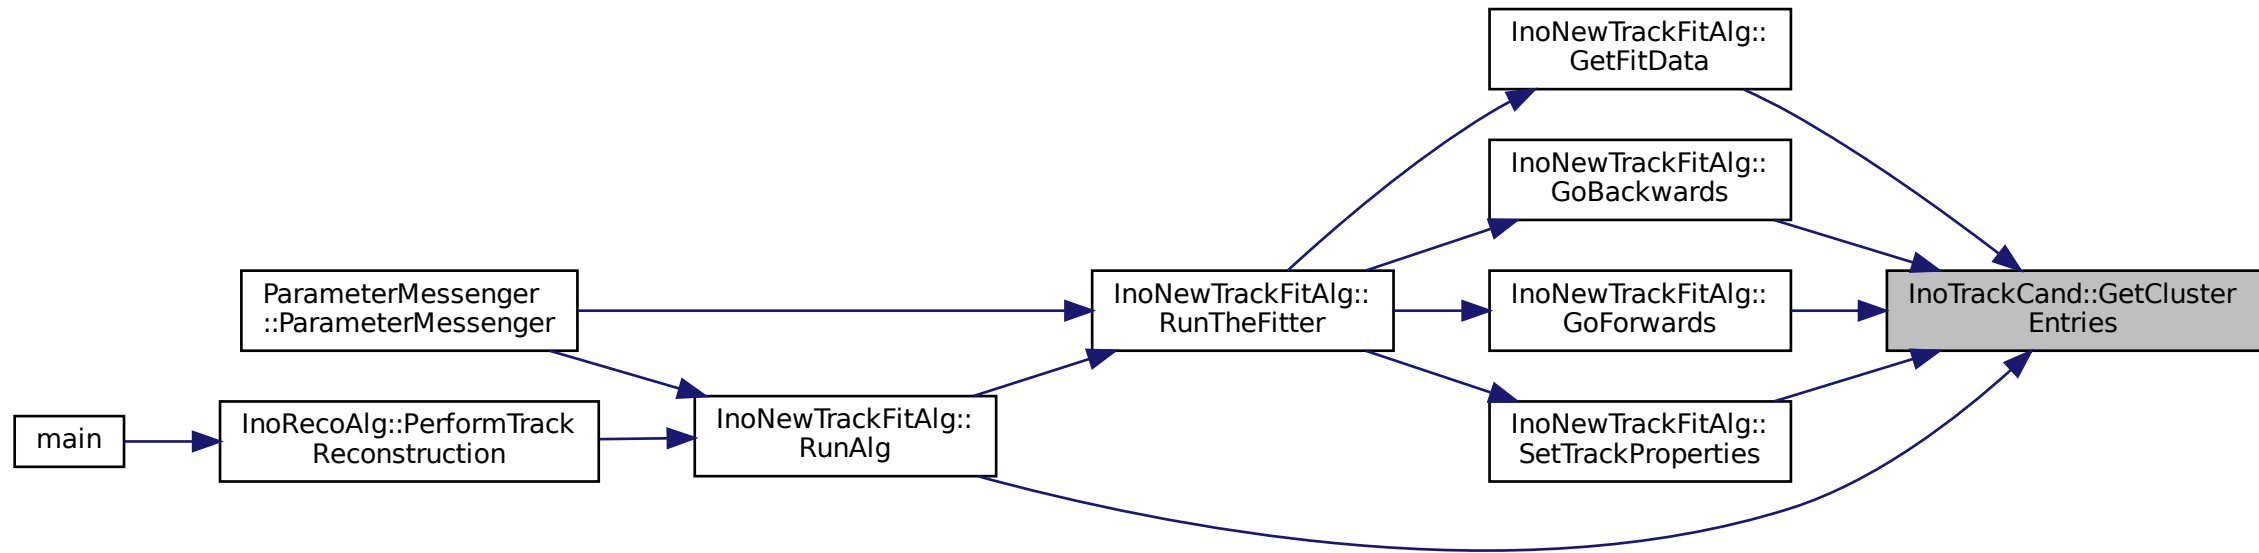 InoNewTrackFitAlg::
GetFitData
InoNewTrackFitAlg::
GoBackwards
ParameterMessenger
::ParameterMessenger
InoNewTrackFitAlg::
RunTheFitter
InoNewTrackFitAlg::
GoForwards
InoTrackCand::GetCluster
Entries
main
InoRecoAlg::PerformTrack
Reconstruction
InoNewTrackFitAlg::
RunAlg
InoNewTrackFitAlg::
SetTrackProperties